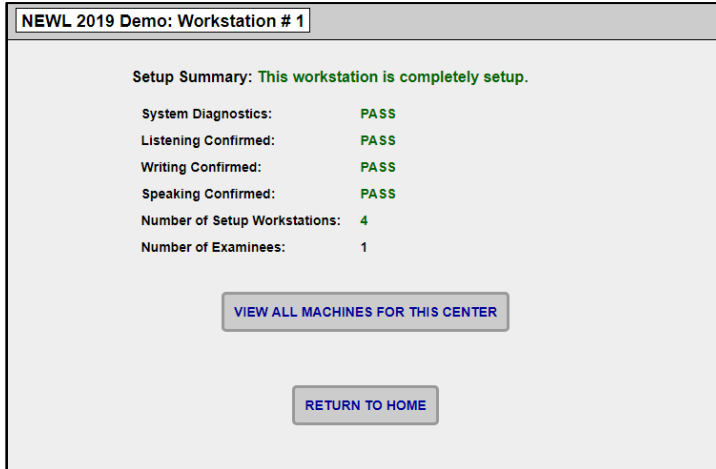 NEWL 2019 Demo: Workstation # 1
Setup Summary: This workstation is completely setup.
System Diagnostics: PASS
Listening Confirmed: PASS
Writing Confirmed: PASS
Speaking Confirmed: PASS
Number of Setup Workstations: 4
Number of Examinees: 1
VIEW ALL MACHINES FOR THIS CENTER
RETURN TO HOME